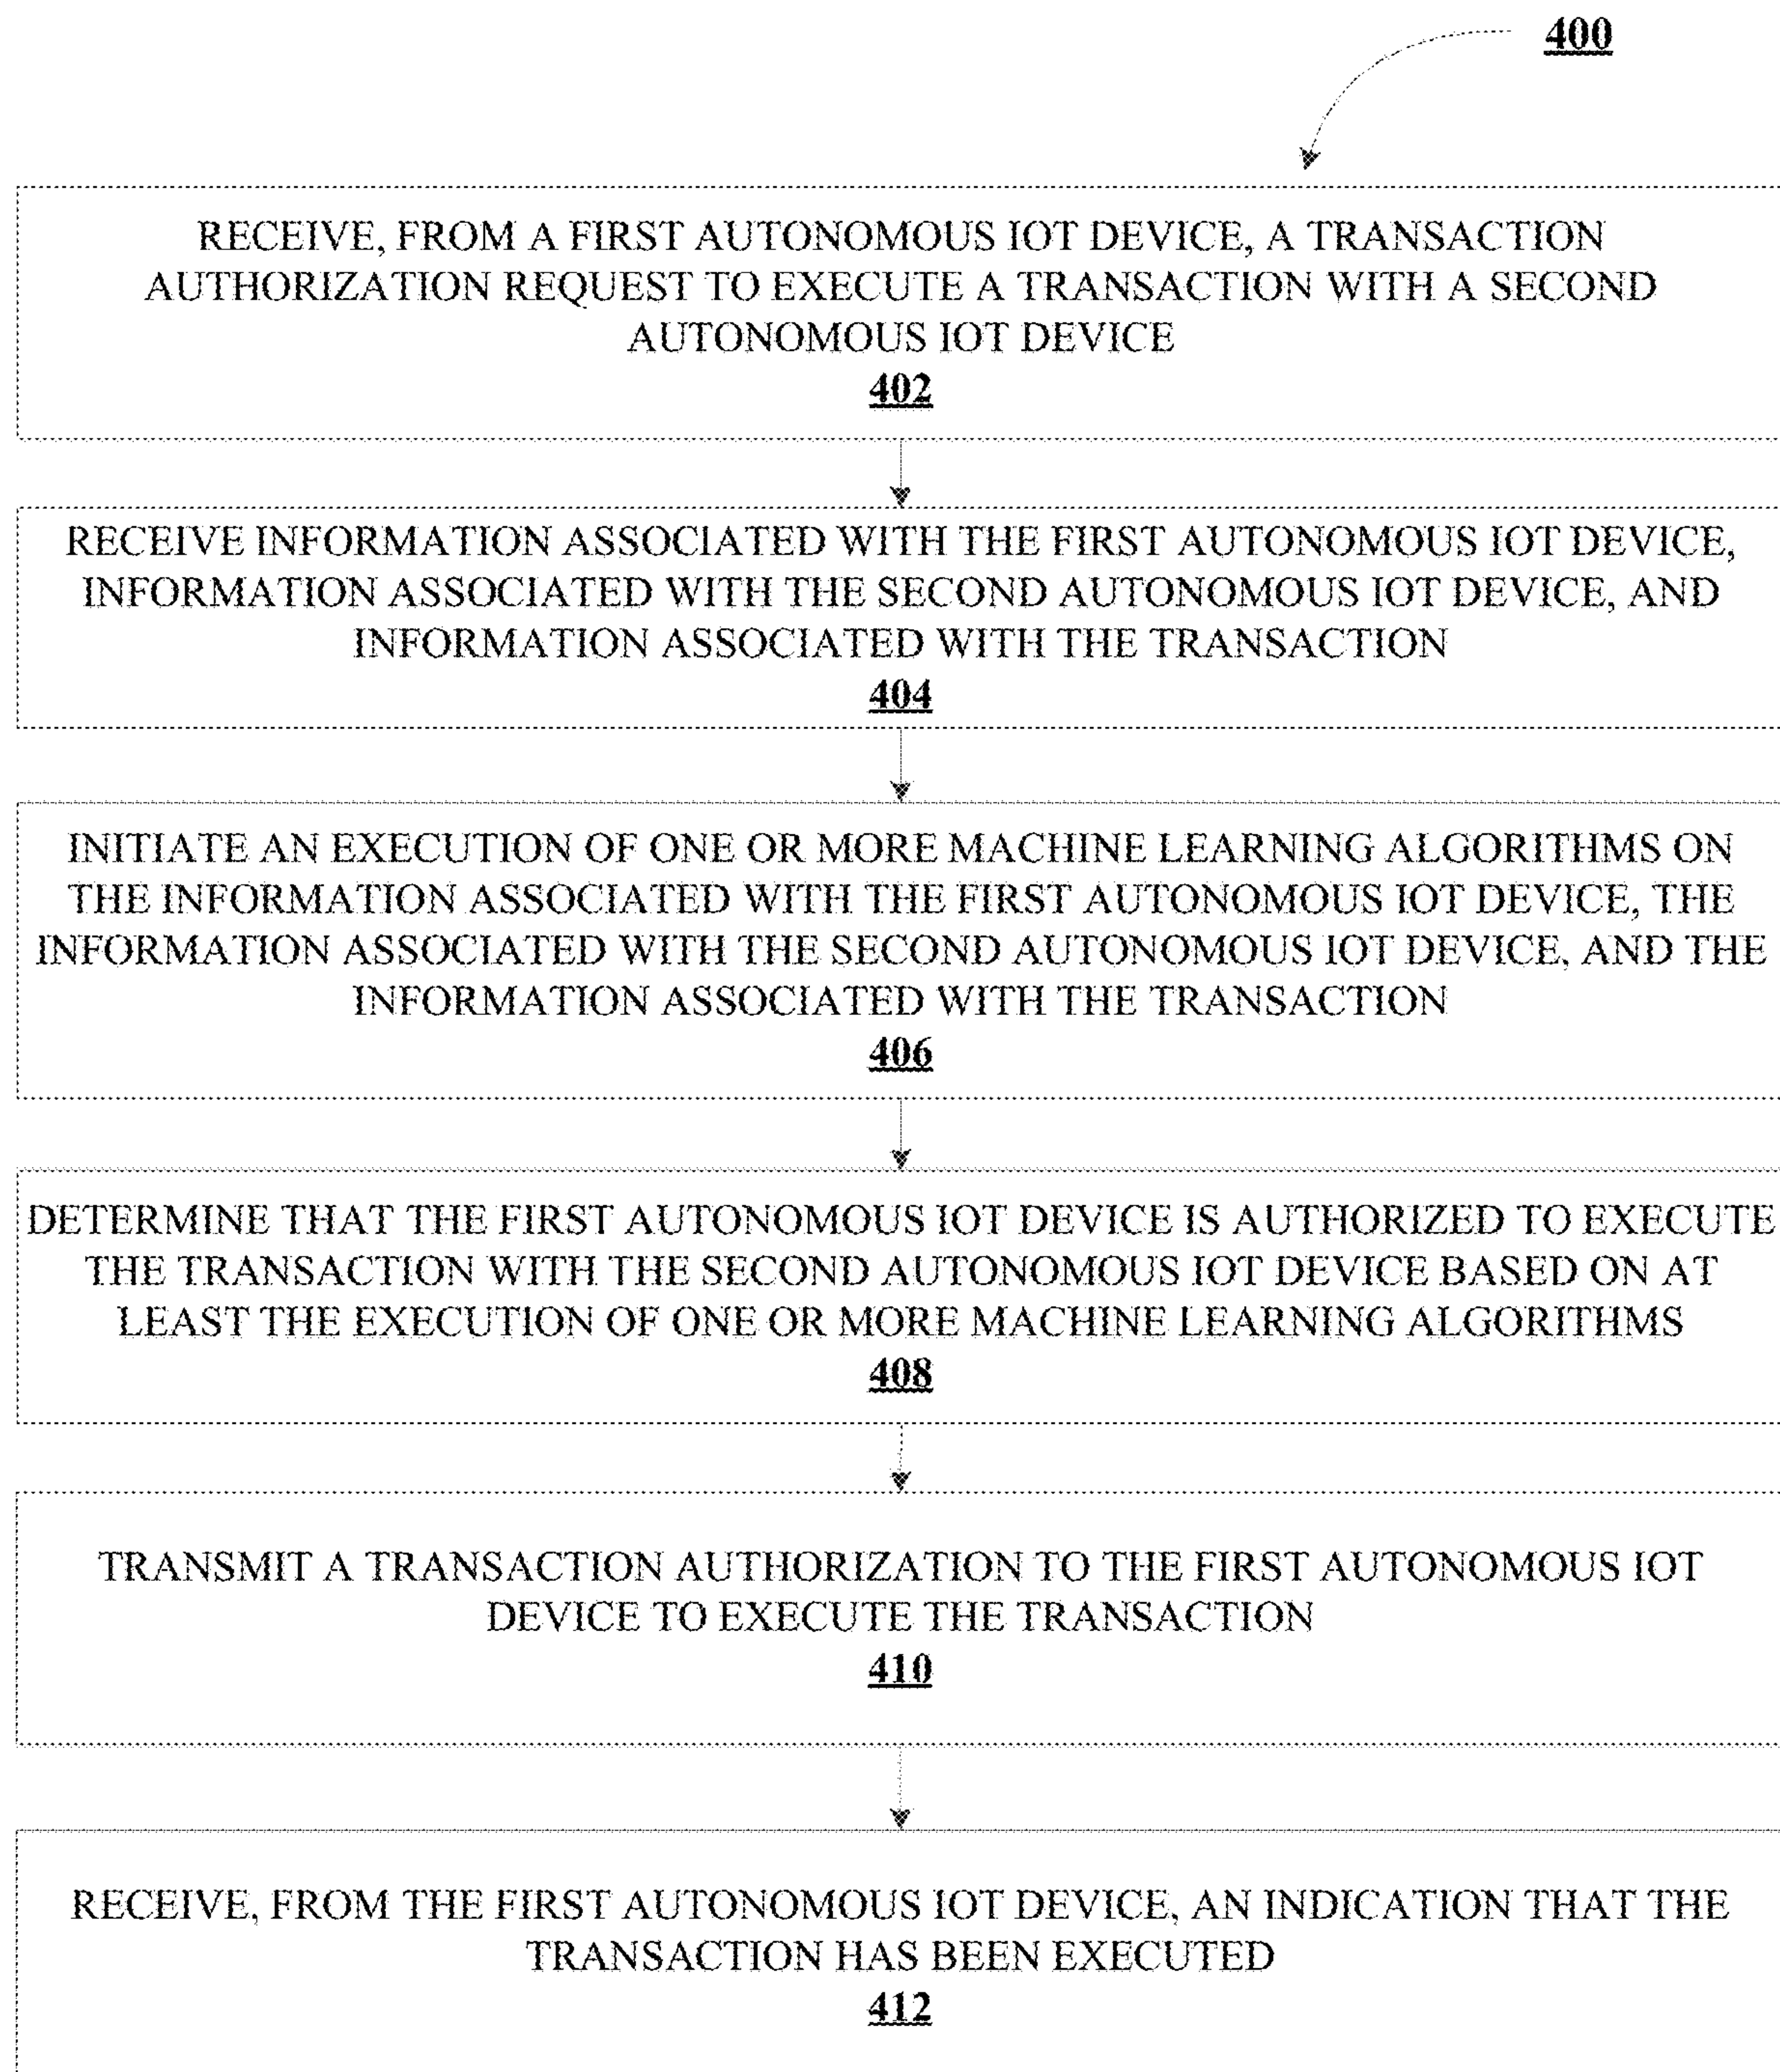 400
RECEIVE, FROM A FIRST AUTONOMOUS IOT DEVICE, A TRANSACTION
AUTHORIZATION REQUEST TO EXECUTE A TRANSACTION WITH A SECOND
AUTONOMOUS IOT DEVICE
402
RECEIVE INFORMATION ASSOCIATED WITH THE FIRST AUTONOMOUS IOT DEVICE,
INFORMATION ASSOCIATED WITH THE SECOND AUTONOMOUS IOT DEVICE, AND
INFORMATION ASSOCIATED WITH THE TRANSACTION
404
INITIATE AN EXECUTION OF ONE OR MORE MACHINE LEARNING ALGORITHMS ON
THE INFORMATION ASSOCIATED WITH THE FIRST AUTONOMOUS IOT DEVICE, THE
INFORMATION ASSOCIATED WITH THE SECOND AUTONOMOUS IOT DEVICE, AND THE
INFORMATION ASSOCIATED WITH THE TRANSACTION
406
DETERMINE THAT THE FIRST AUTONOMOUS IOT DEVICE IS AUTHORIZED TO EXECUTE
THE TRANSACTION WITH THE SECOND AUTONOMOUS IOT DEVICE BASED ON AT
LEAST THE EXECUTION OF ONE OR MORE MACHINE LEARNING ALGORITHMS
408
TRANSMIT A TRANSACTION AUTHORIZATION TO THE FIRST AUTONOMOUS IOT
DEVICE TO EXECUTE THE TRANSACTION
410
RECEIVE, FROM THE FIRST AUTONOMOUS IOT DEVICE, AN INDICATION THAT THE
TRANSACTION HAS BEEN EXECUTED
412